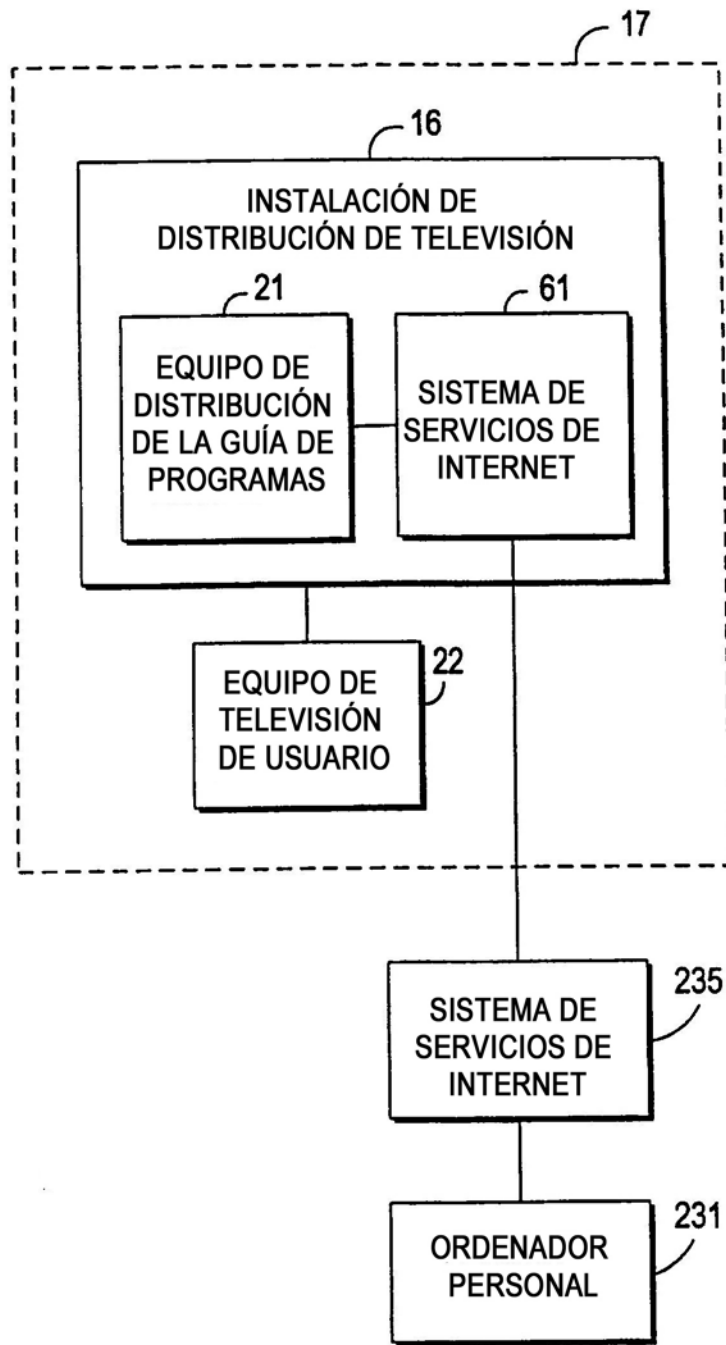 17
16
INSTALACIÓN DE
DISTRIBUCIÓN DE TELEVISIÓN
21
EQUIPO DE
DISTRIBUCIÓN
DE LA GUÍA DE
PROGRAMAS
61
SISTEMA DE
SERVICIOS DE
INTERNET
22
EQUIPO DE
TELEVISIÓN
DE USUARIO
235
SISTEMA DE
SERVICIOS DE
INTERNET
231
ORDENADOR
PERSONAL